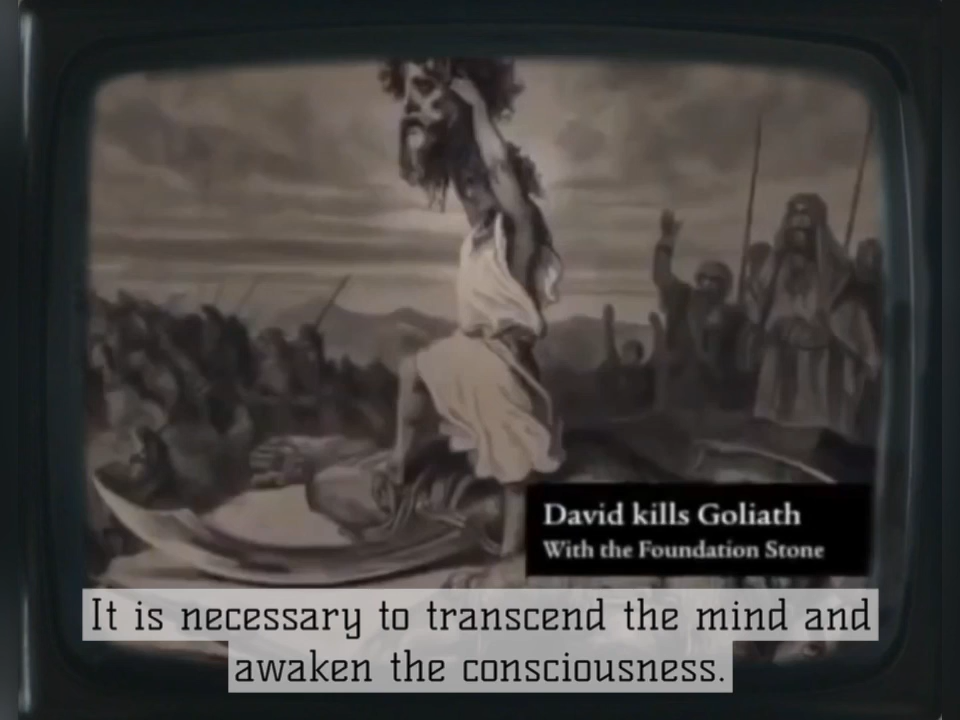 David kills Goliath
With the Foundation Stone
It is necessary to transcend the mind and
awaken the consciousness.